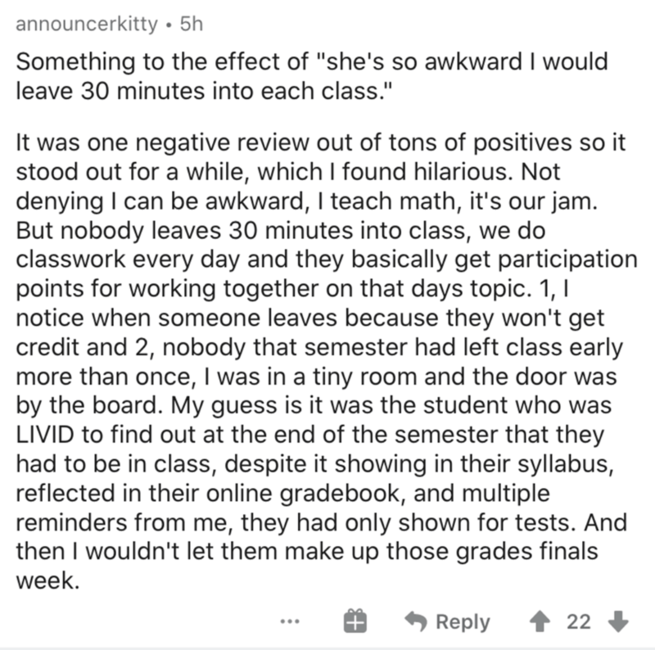 announcerkitty • 5h
Something to the effect of "she's so awkward I would
leave 30 minutes into each class."
It was one negative review out of tons of positives so it
stood out for a while, which I found hilarious. Not
denying I can be awkward, I teach math, it's our jam.
But nobody leaves 30 minutes into class, we do
classwork every day and they basically get participation
points for working together on that days topic. 1, I
notice when someone leaves because they won't get
credit and 2, nobody that semester had left class early
more than once, I was in a tiny room and the door was
by the board. My guess is it was the student who was
LIVID to find out at the end of the semester that they
had to be in class, despite it showing in their syllabus,
reflected in their online gradebook, and multiple
reminders from me, they had only shown for tests. And
then I wouldn't let them make up those grades finals
week.
... Reply 22